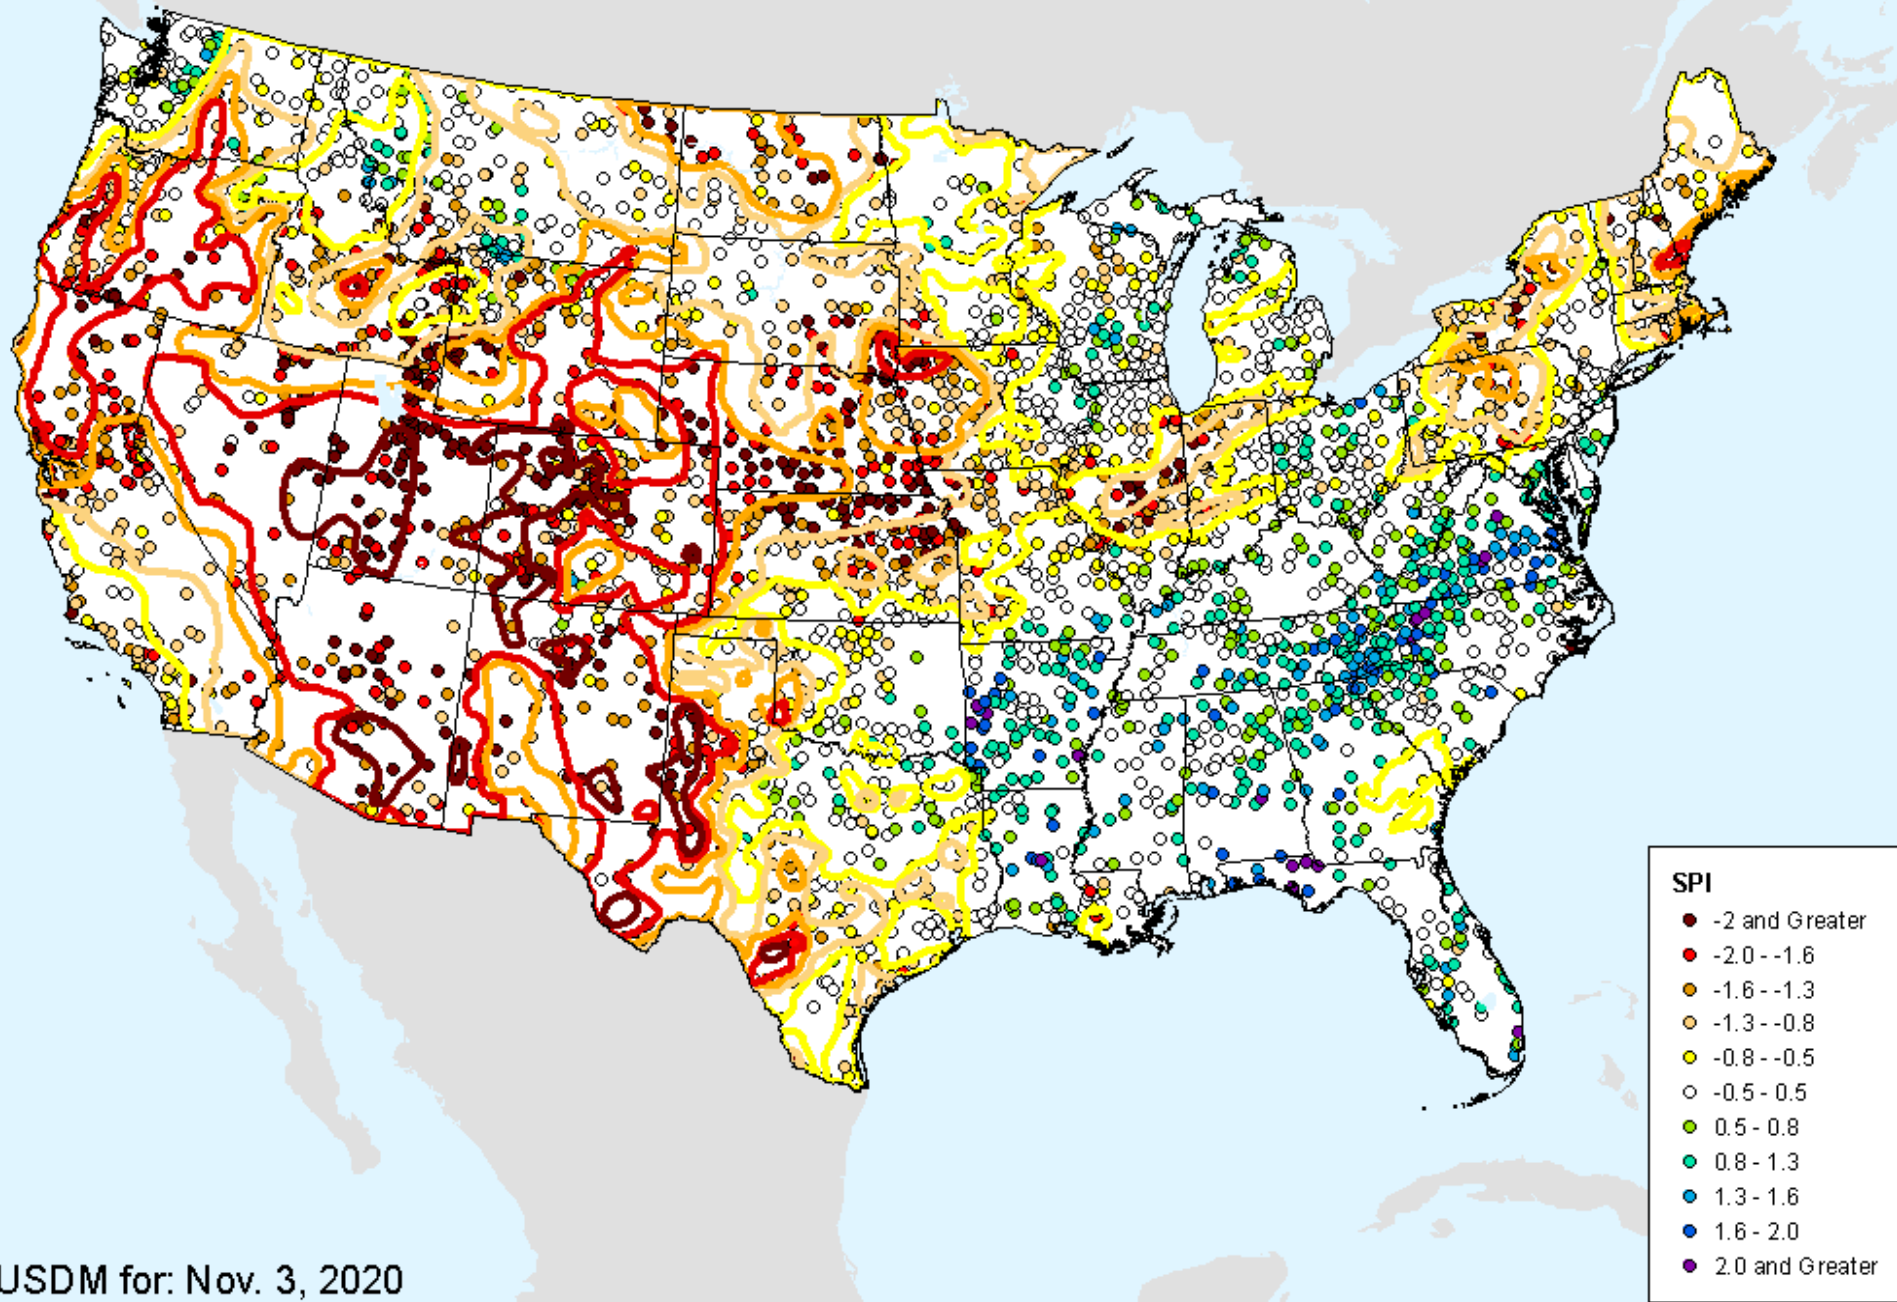 SPI
-2 and Greater
-2.0 - -1.6
-1.6 - -1.3
-1.3 - -0.8
-0.8 - -0.5
-0.5 - 0.5
0.5 - 0.8
0.8 - 1.3
1.3 - 1.6
1.6 - 2.0
2.0 and Greater
USDM for: Nov. 3, 2020